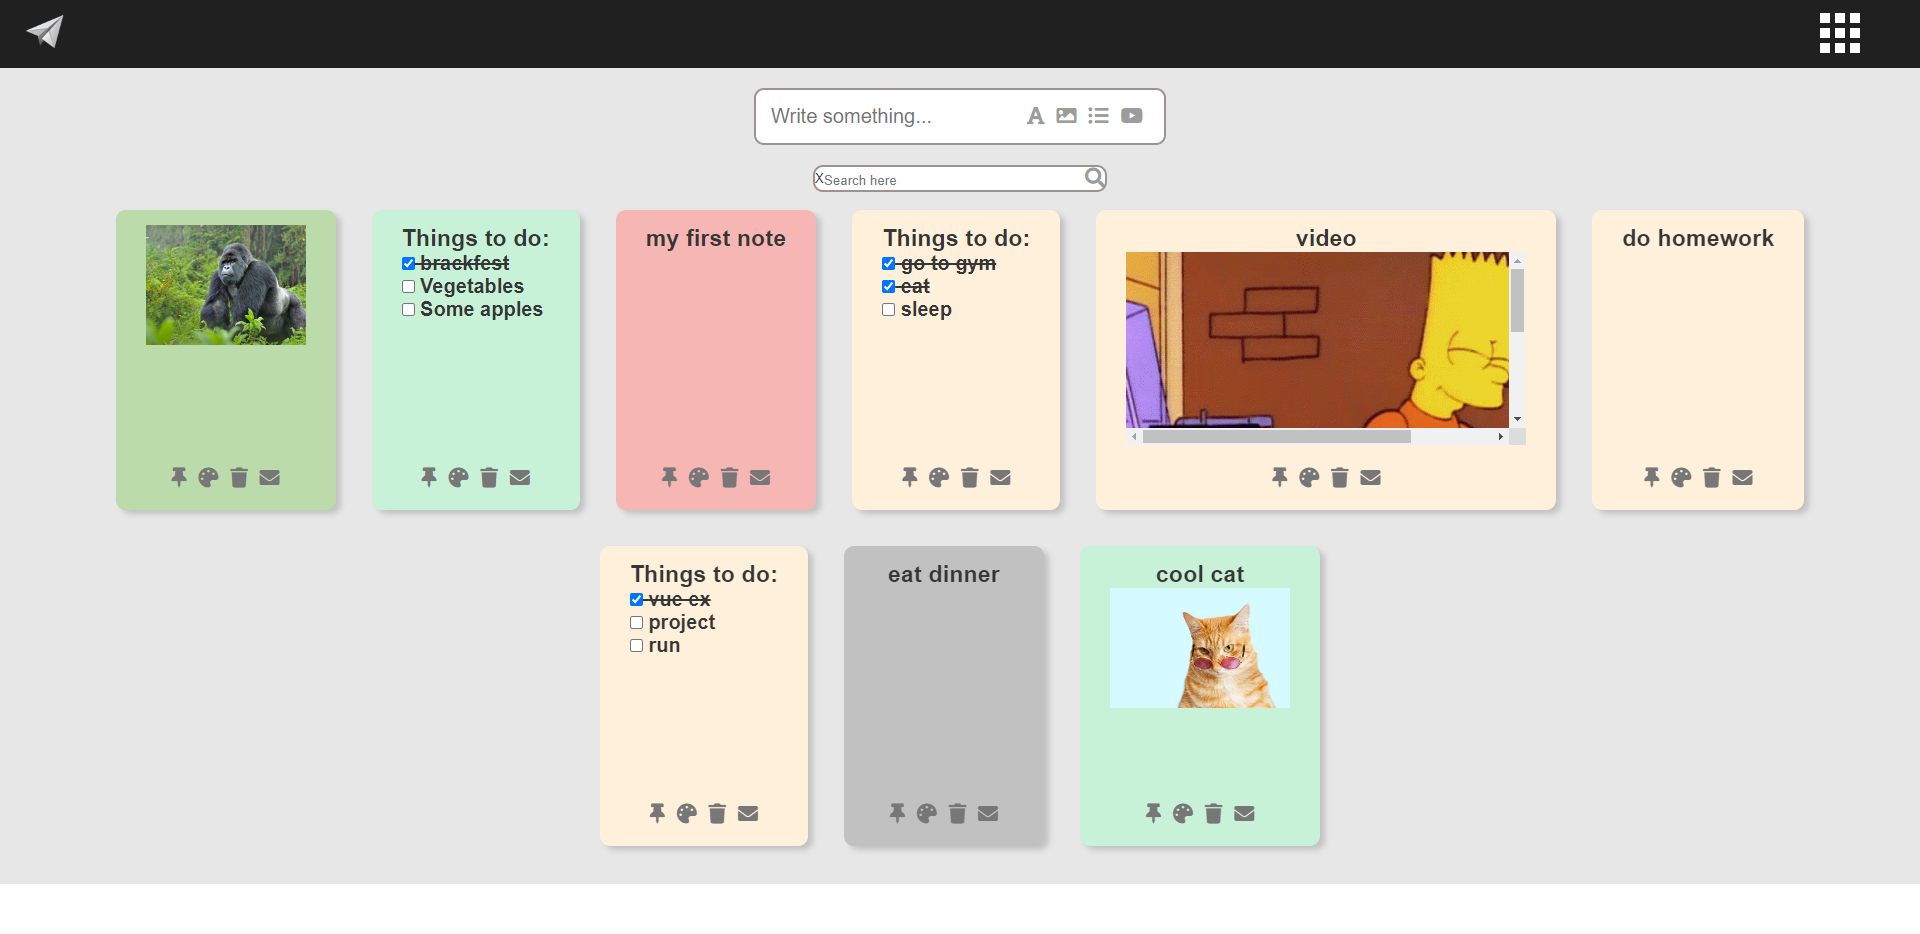 Write something...
X Search here
Things to do:
brackfest
Vegetables
Some apples
my first note
Things to do:
go to gym
eat
sleep
video
do homework
Things to do:
vue ex
project
run
eat dinner
cool cat